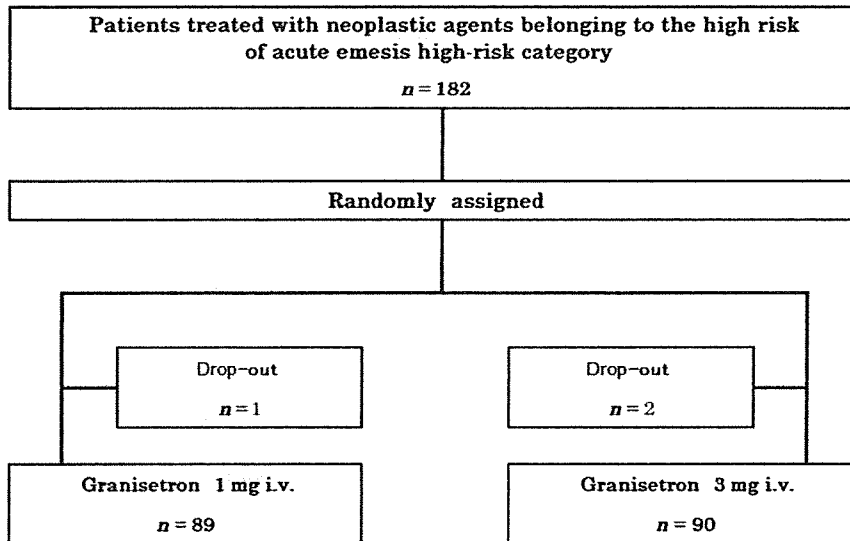 Patients treated with neoplastic agents belonging to the high risk
of acute emesis high-risk category
n = 182
Randomly assigned
Drop-out
n = 1
Drop-out
n = 2
Granisetron 1 mg i.v.
n = 89
Granisetron 3 mg i.v.
n = 90